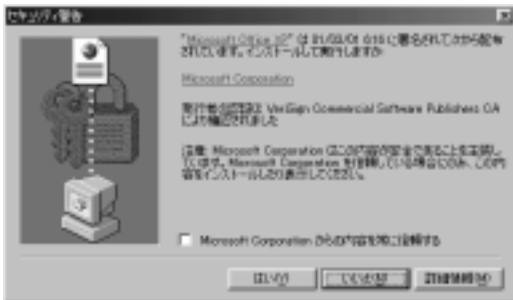 セキュリティ警告
"Microsoft Office XP" は 01/03/01 6:16 に署名されて次から配布
されています。インストールして実行しますか
Microsoft Corporation
発行者の認証は VeriSign Commercial Software Publishers CA
により確認されました
注意: Microsoft Corporation はこの内容が安全であることを主張し
ています。Microsoft Corporation を信頼している場合にのみ、この内
容をインストールしたり表示してください。
Microsoft Corporation からの内容を常に信頼する
はい(Y)
いいえ(N)
詳細情報(M)